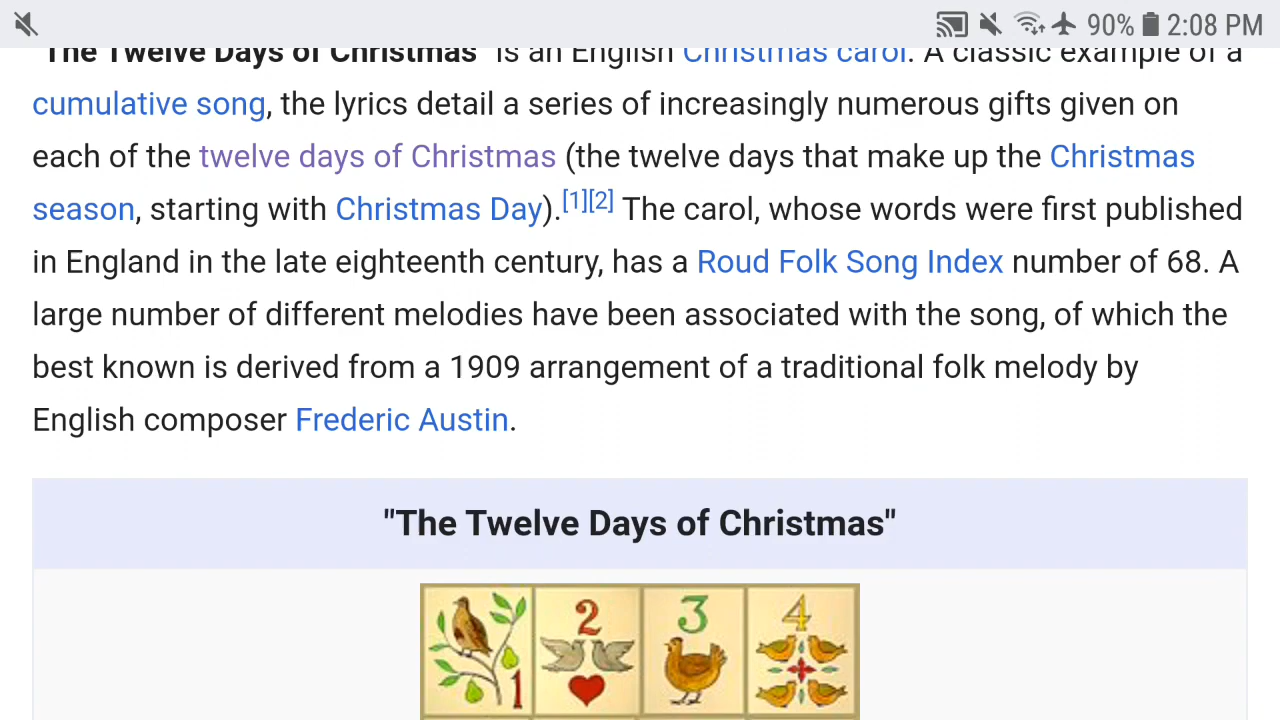 90% 2:08 PM
"The Twelve Days of Christmas" is an English Christmas carol. A classic example of a
cumulative song, the lyrics detail a series of increasingly numerous gifts given on
each of the twelve days of Christmas (the twelve days that make up the Christmas
season, starting with Christmas Day).[1][2] The carol, whose words were first published
in England in the late eighteenth century, has a Roud Folk Song Index number of 68. A
large number of different melodies have been associated with the song, of which the
best known is derived from a 1909 arrangement of a traditional folk melody by
English composer Frederic Austin.
"The Twelve Days of Christmas"
1 2 3 4